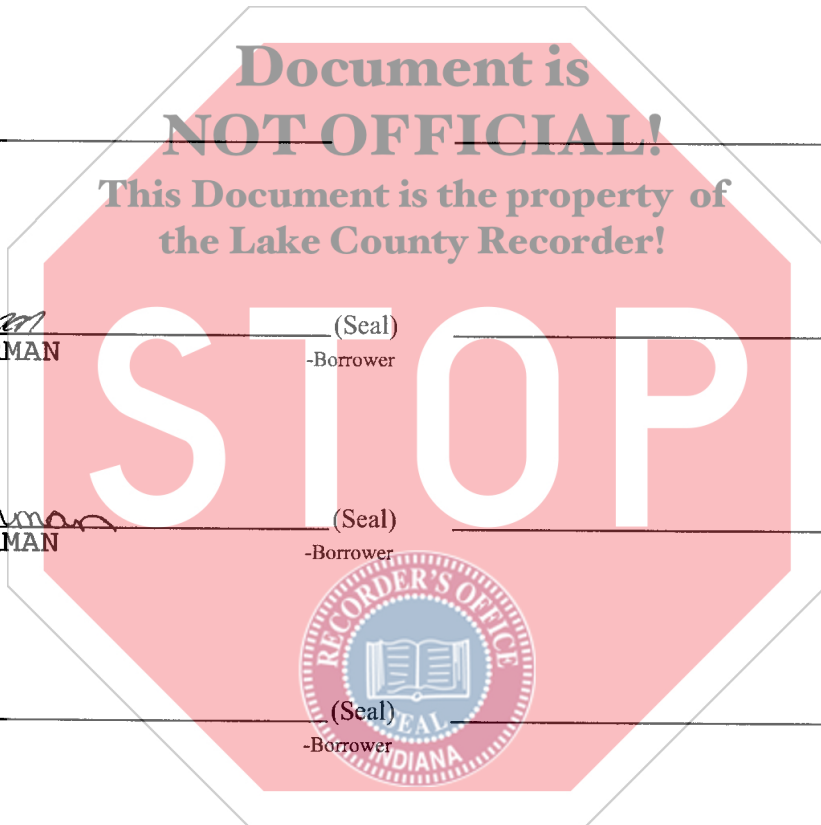 Document is
NOT OFFICIAL!
This Document is the property of
the Lake County Recorder!
(Seal)
MAN
-Borrower
STOP
(Seal)
MAN
-Borrower
RECORDER'S OFFICE
(Seal)
SEAL
-Borrower
INDIANA